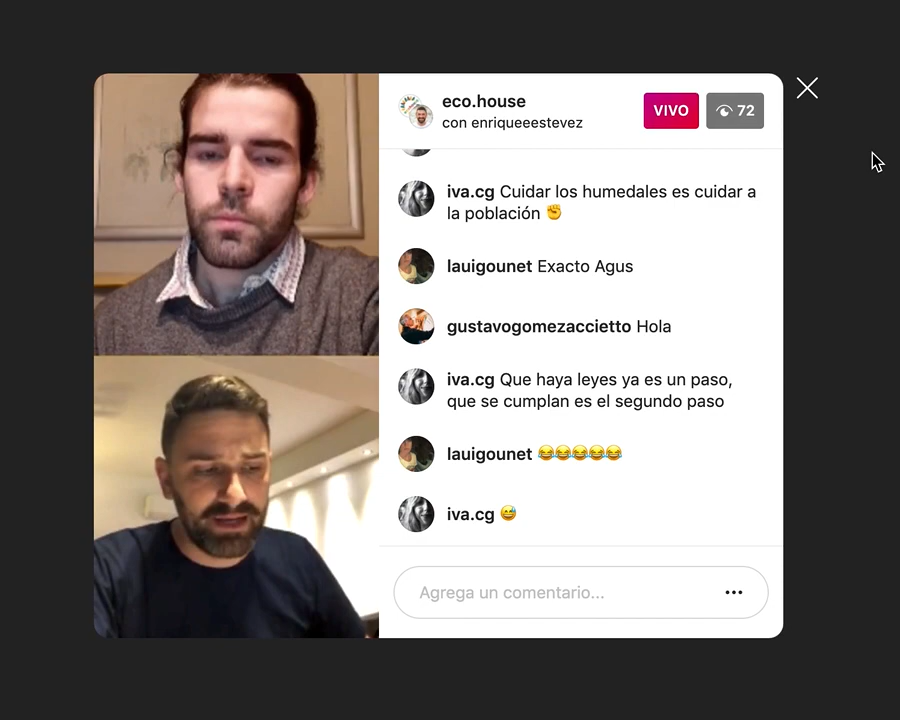 eco.house
con enriqueeestevez
VIVO
72
iva.cg Cuidar los humedales es cuidar a
la población ✊
lauigounet Exacto Agus
gustavogomezaccietto Hola
iva.cg Que haya leyes ya es un paso,
que se cumplan es el segundo paso
lauigounet 😂😂😂😂😂
iva.cg 😅
Agrega un comentario...